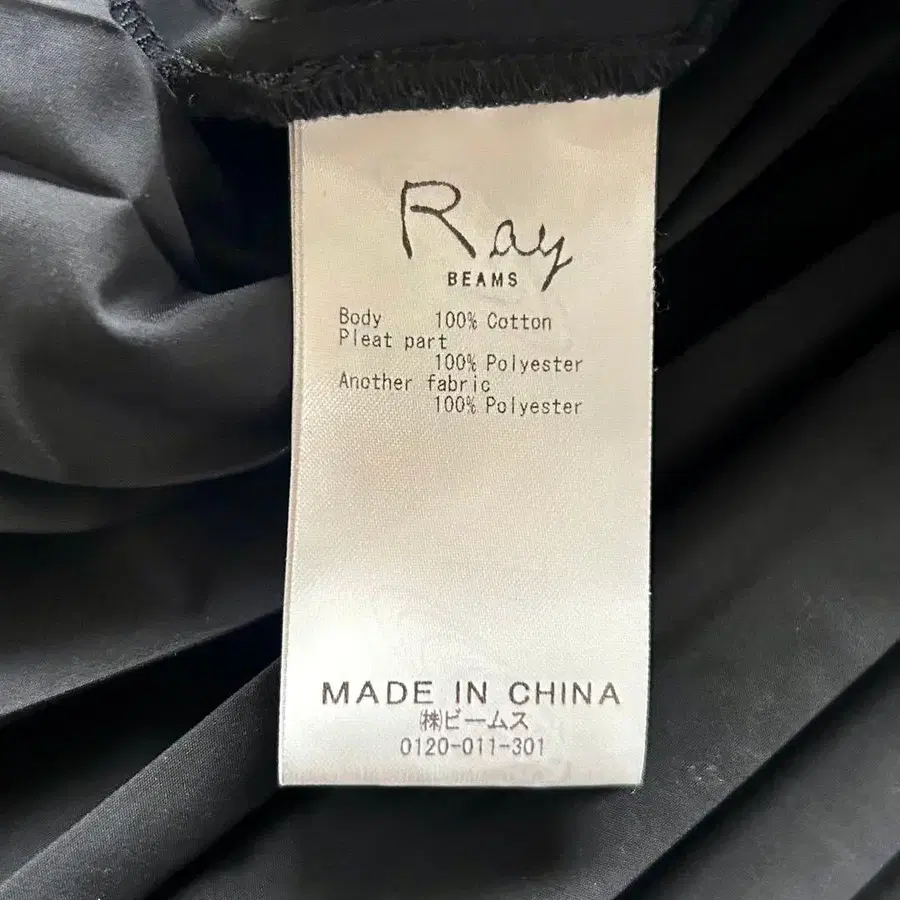 Ray
BEAMS
Body 100% Cotton
Pleat part
100% Polyester
Another fabric
100% Polyester
MADE IN CHINA
㈱ビームス
0120-011-301